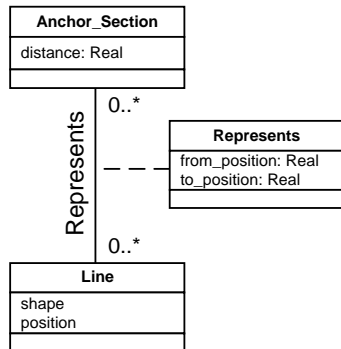 Anchor_Section
distance: Real
0..*
Represents
Represents
from_position: Real
to_position: Real
0..*
Line
shape
position